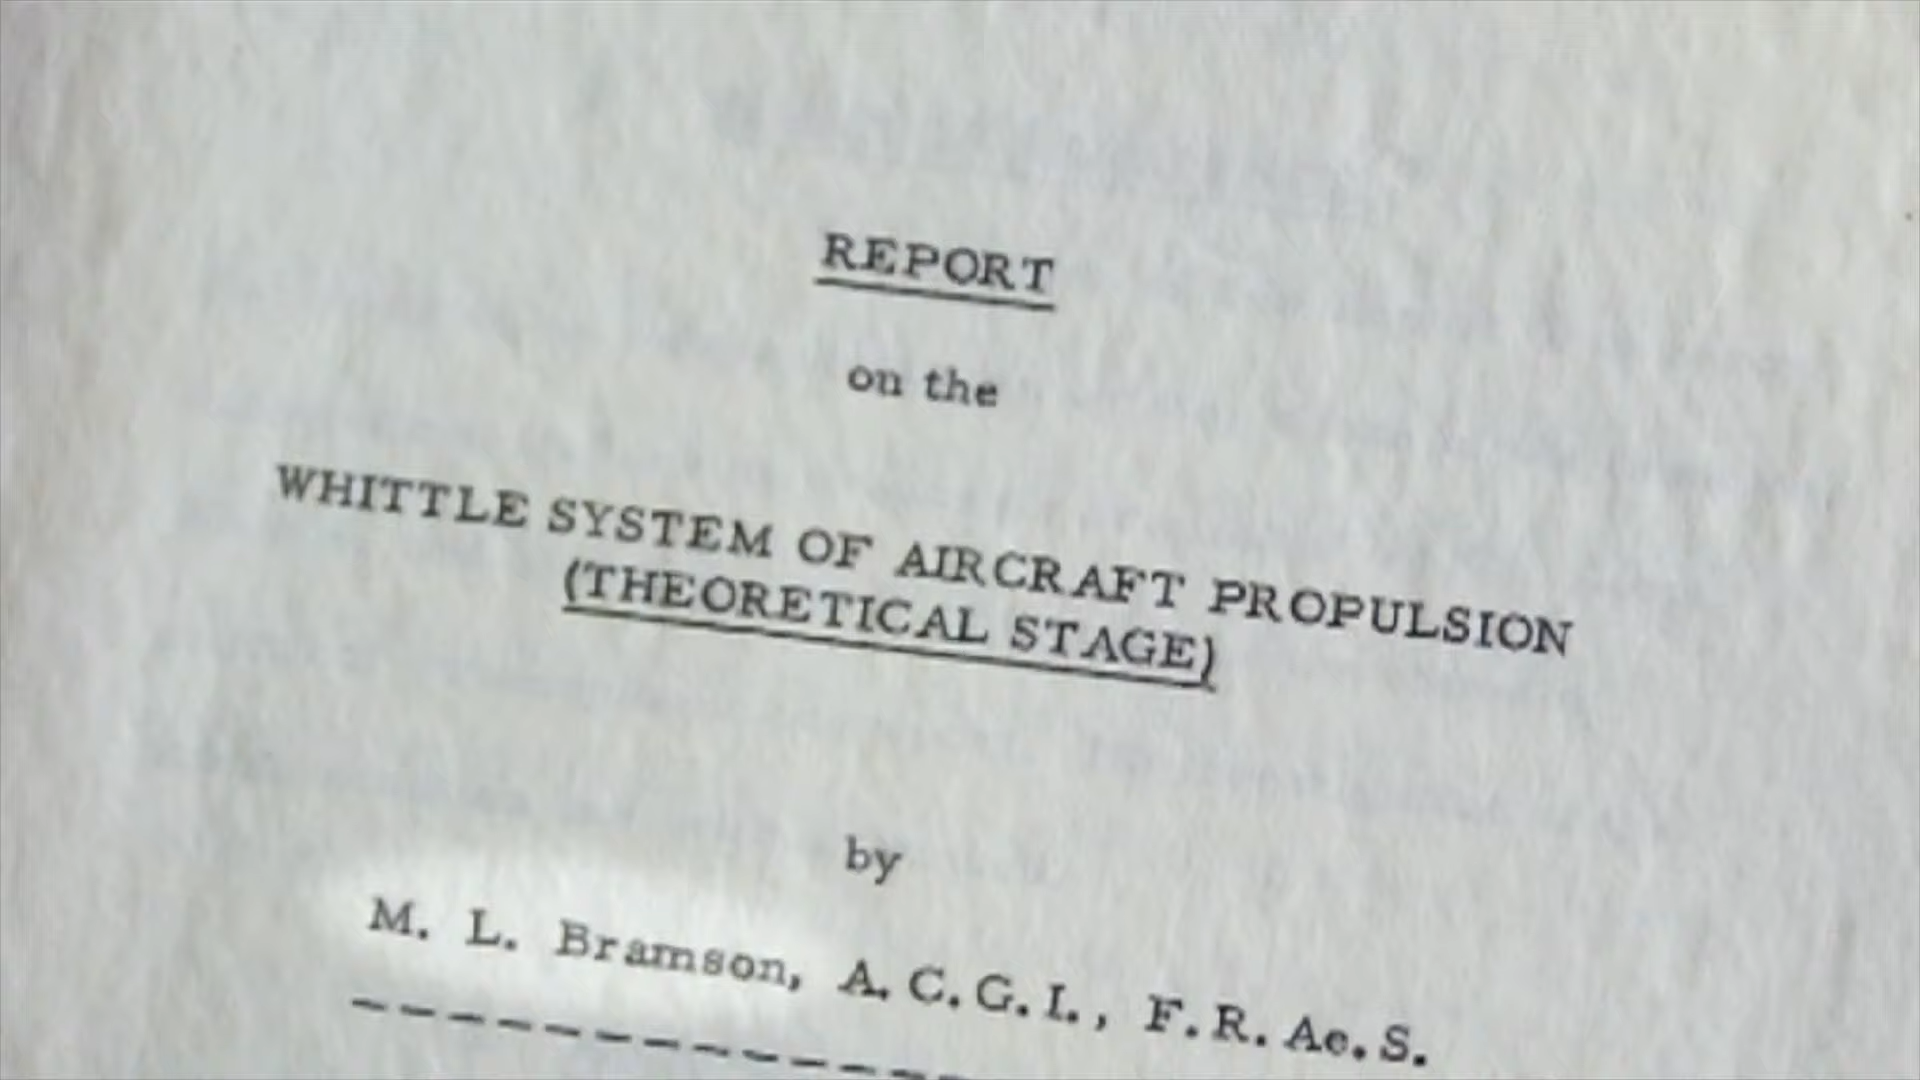 REPORT
on the
WHITTLE SYSTEM OF AIRCRAFT PROPULSION
(THEORETICAL STAGE)
by
M. L. Bramson, A.C.G.I., F.R.Ae.S.